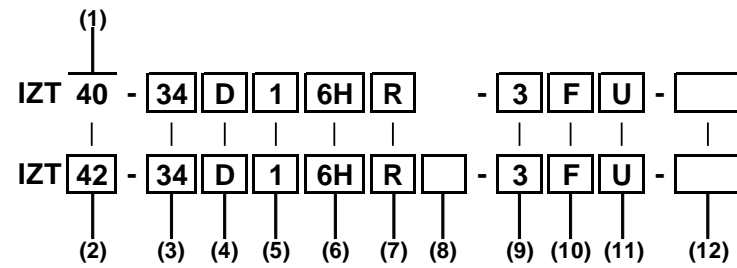 (1)
IZT 40 - 34 D 1 6H R - 3 F U -
IZT 42 - 34 D 1 6H R - 3 F U -
(2) (3) (4) (5) (6) (7) (8) (9) (10) (11) (12)